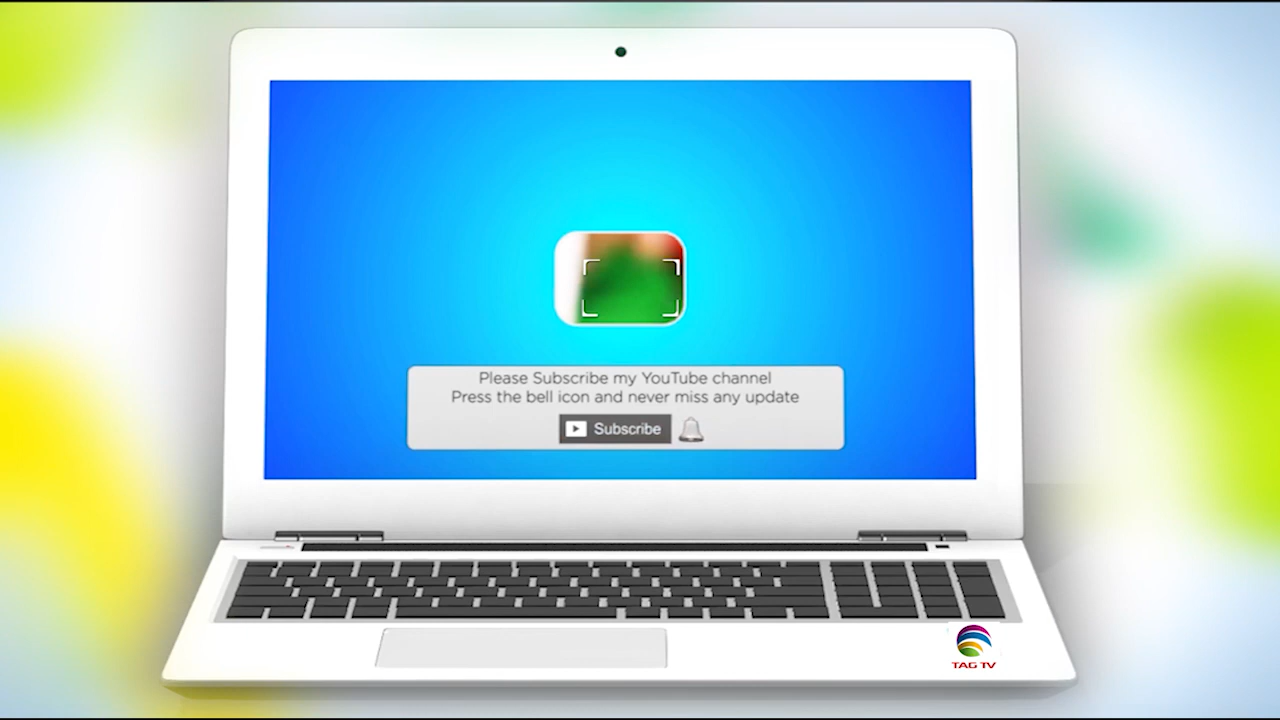 Please Subscribe my YouTube channel
Press the bell icon and never miss any update
Subscribe
TAG TV